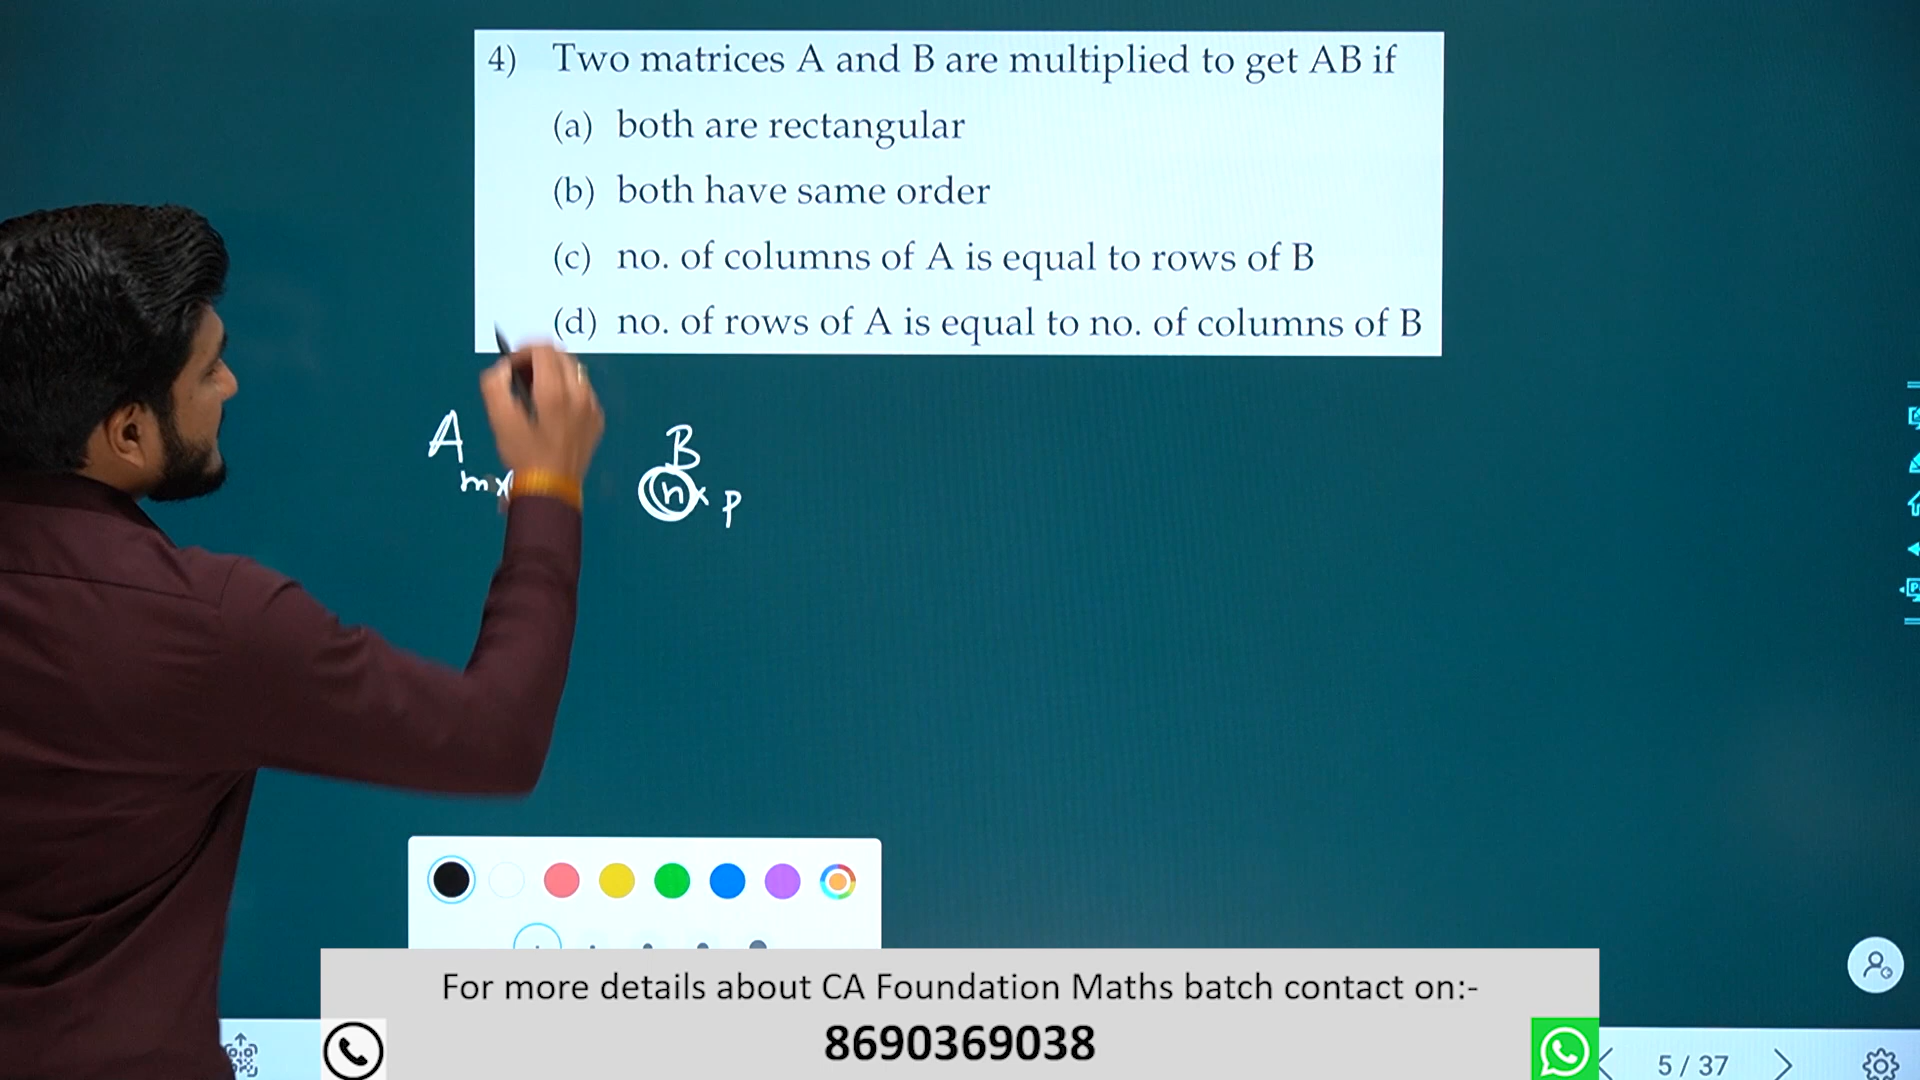 4) Two matrices A and B are multiplied to get AB if
(a) both are rectangular
(b) both have same order
(c) no. of columns of A is equal to rows of B
(d) no. of rows of A is equal to no. of columns of B
A B
m× n× p
For more details about CA Foundation Maths batch contact on:-
8690369038
5 / 37